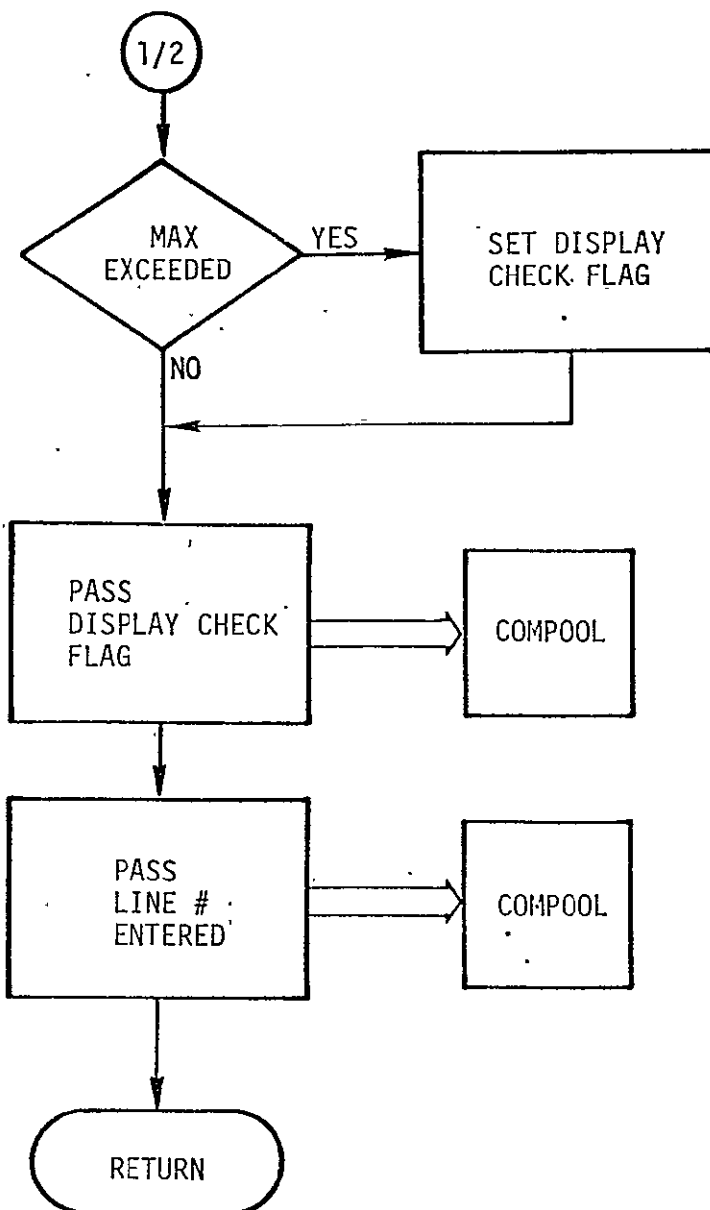 1/2
MAX
EXCEEDED
YES
SET DISPLAY
CHECK FLAG
NO
PASS
DISPLAY CHECK
FLAG
COMPOOL
PASS
LINE #
ENTERED
COMPOOL
RETURN